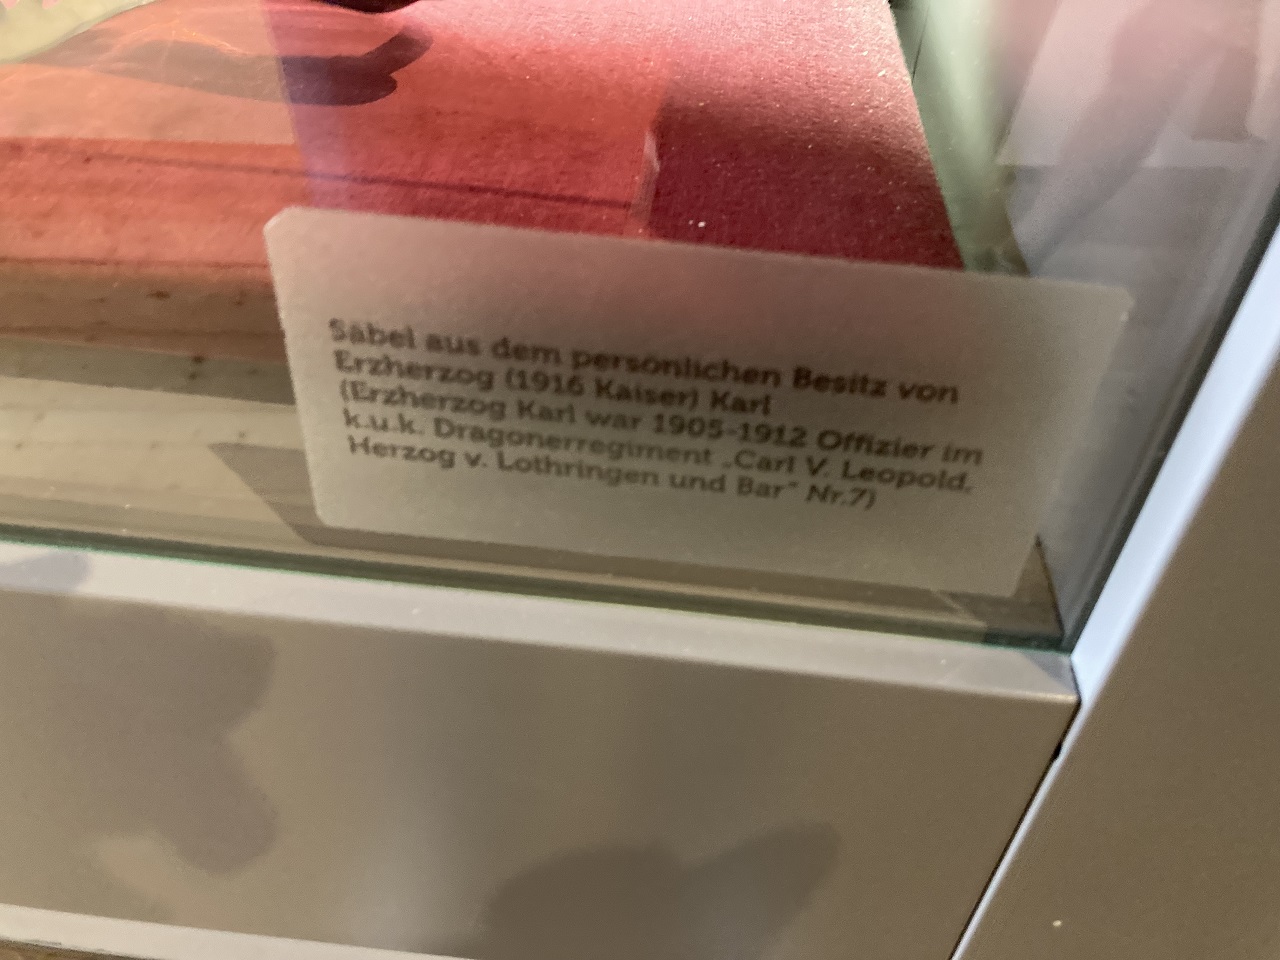 Säbel aus dem persönlichen Besitz von
Erzherzog (1916 Kaiser) Karl
(Erzherzog Karl war 1905-1912 Offizier im
k.u.k. Dragonerregiment „Carl V. Leopold,
Herzog v. Lothringen und Bar“ Nr.7)